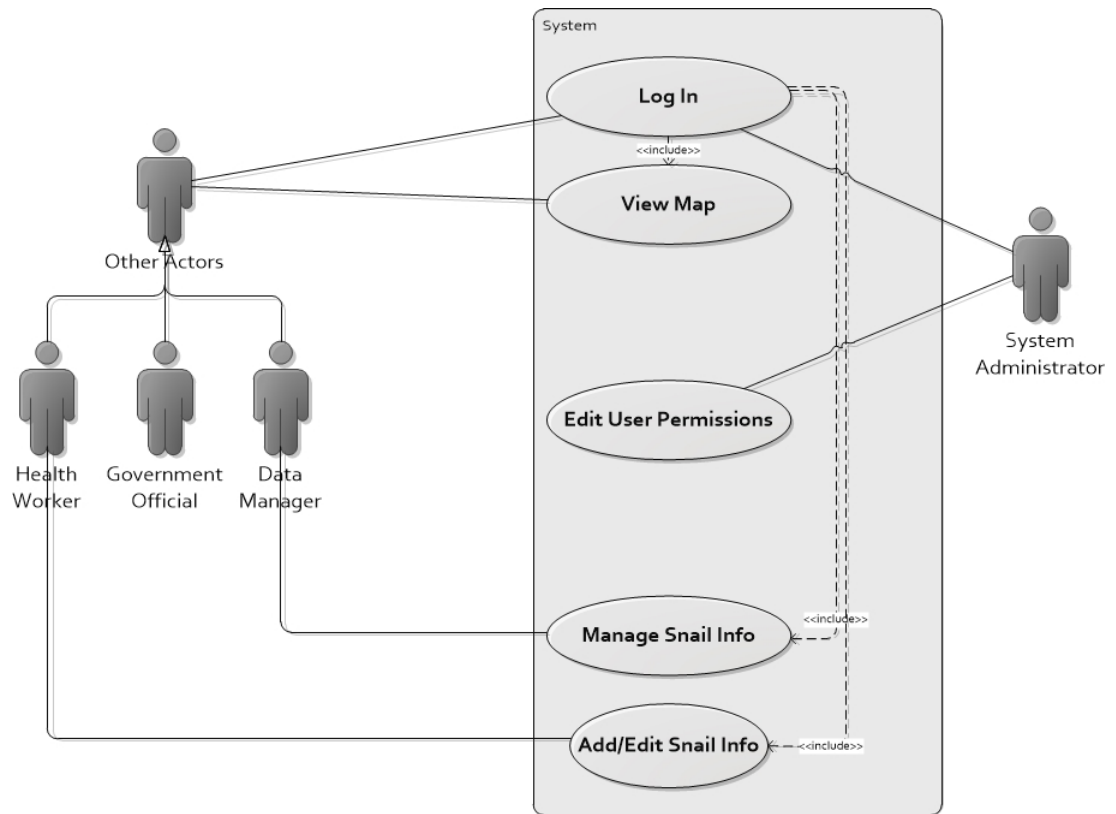 System
Log In
<<include>>
View Map
Other Actors
System
Administrator
Edit User Permissions
Health
Worker
Government
Official
Data
Manager
<<include>>
Manage Snail Info
Add/Edit Snail Info
<<include>>